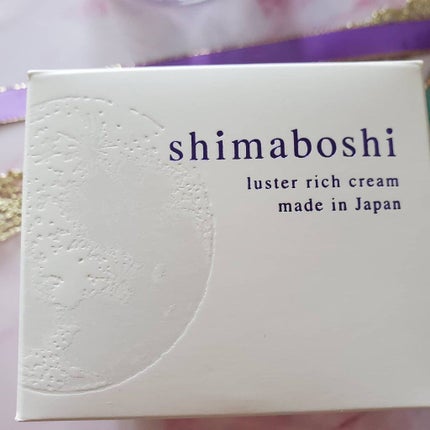 shimaboshi
luster rich cream
made in Japan